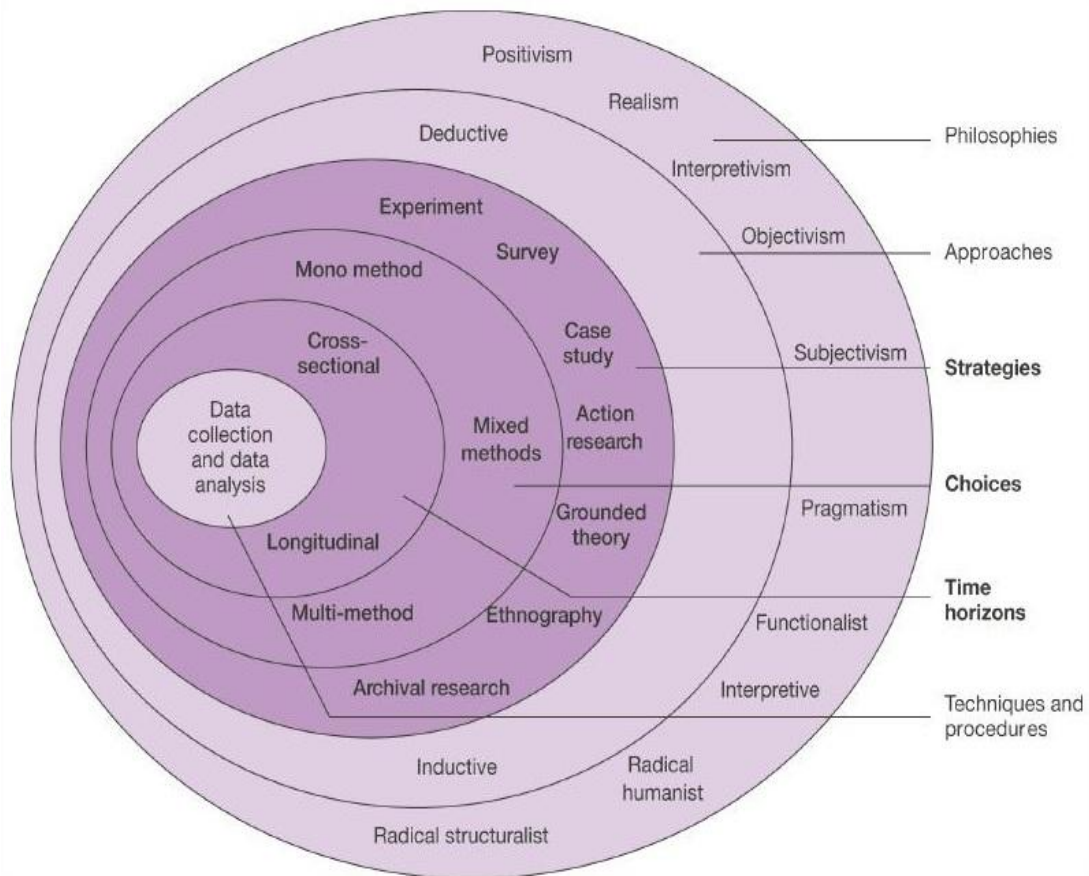 Positivism
Realism
Deductive
Philosophies
Interpretivism
Experiment
Objectivism
Survey
Approaches
Mono method
Case
study
Cross-
sectional
Subjectivism
Strategies
Data
collection
and data
analysis
Mixed
methods
Action
research
Choices
Pragmatism
Grounded
theory
Longitudinal
Time
horizons
Multi-method
Ethnography
Functionalist
Archival research
Interpretive
Techniques and
procedures
Inductive
Radical
humanist
Radical structuralist